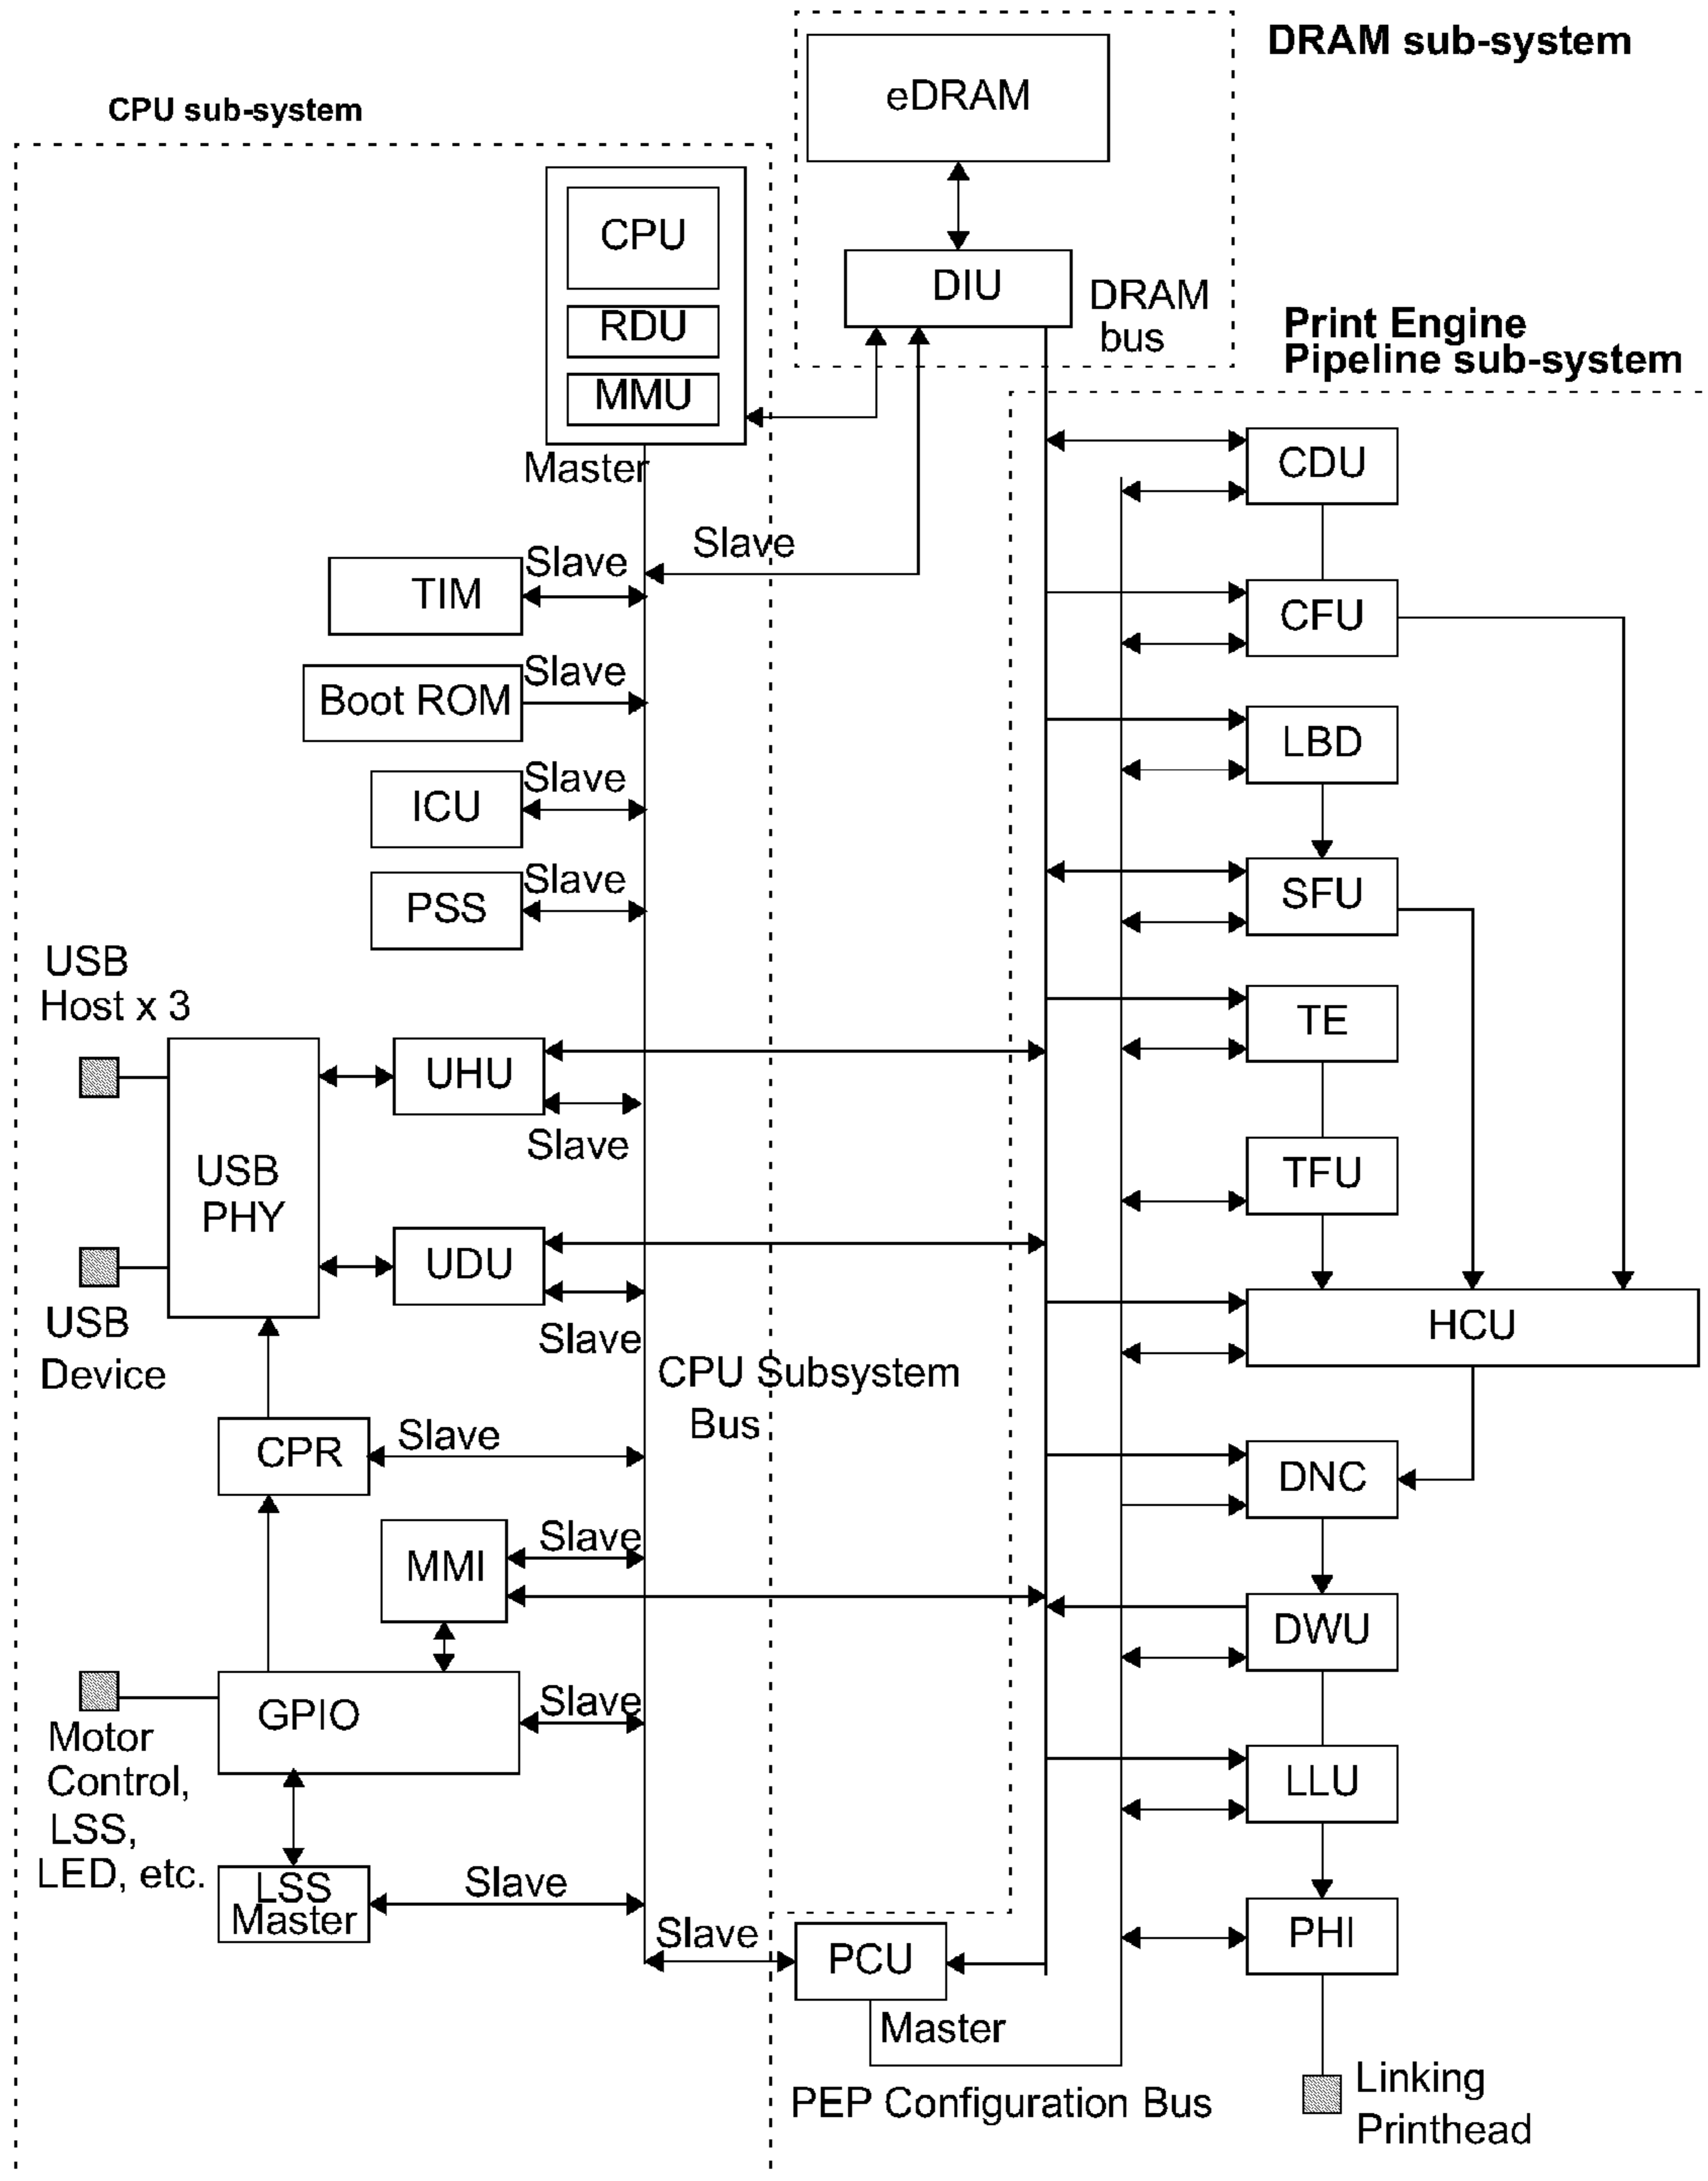 DRAM sub-system
eDRAM
CPU sub-system
CPU
DIU
DRAM
bus
RDU
MMU
Print Engine
Pipeline sub-system
Master
CDU
Slave
Slave
TIM
CFU
Slave
Boot ROM
LBD
Slave
ICU
Slave
PSS
SFU
USB
Host x 3
TE
UHU
Slave
USB
PHY
TFU
UDU
USB
Device
Slave
HCU
CPU Subsystem
Bus
Slave
CPR
DNC
Slave
MMI
DWU
Slave
GPIO
Motor
Control,
LSS,
LED, etc.
LLU
LSS
Master
Slave
Slave
PCU
PHI
Master
PEP Configuration Bus
Linking
Printhead